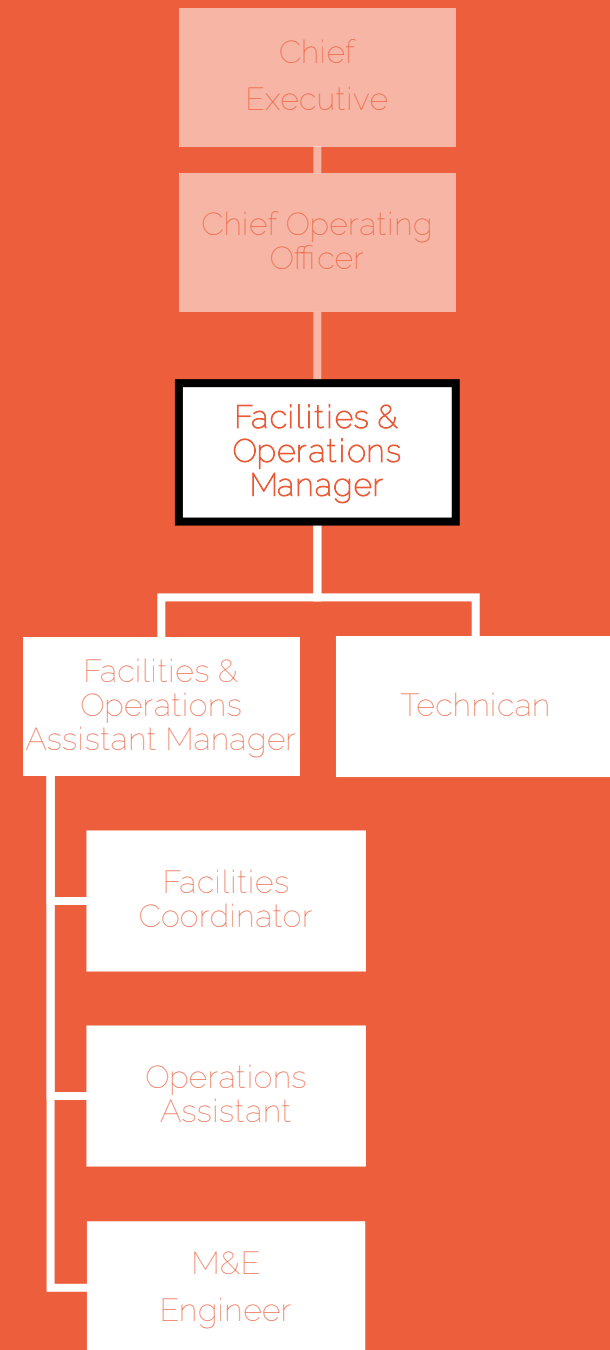 Chief
Executive
Chief Operating
Officer
Facilities &
Operations
Manager
Facilities &
Operations
Assistant Manager
Technican
Facilities
Coordinator
Operations
Assistant
M&E
Engineer